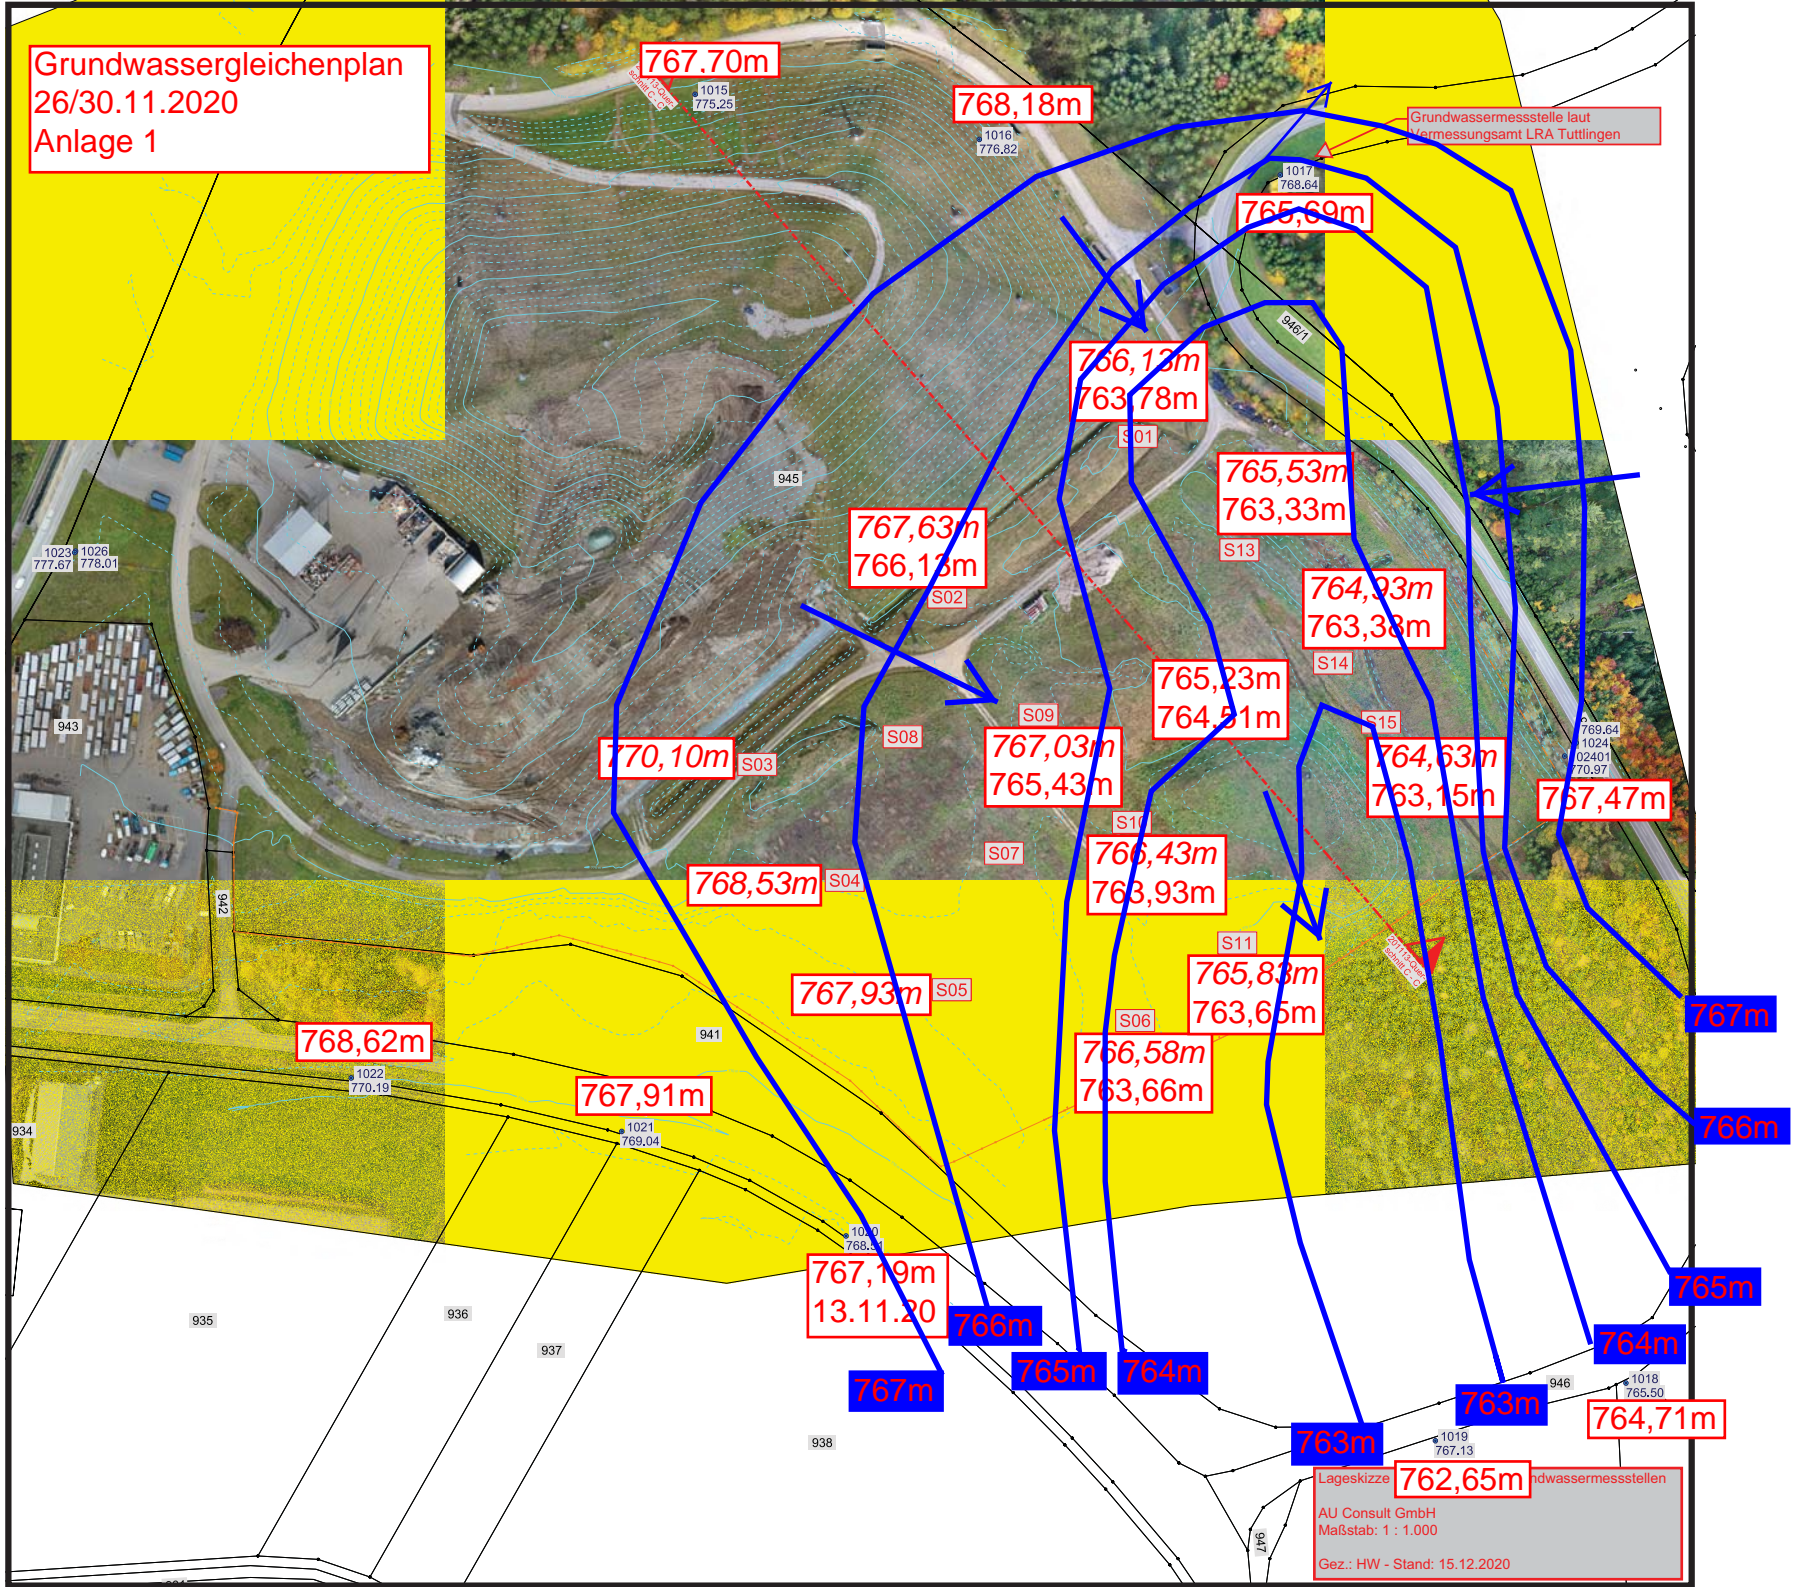 Grundwassergleichenplan
26/30.11.2020
Anlage 1
767,70m
1015
775.25
768,18m
1016
776.82
Grundwassermessstelle laut
Vermessungsamt LRA Tuttlingen
1017
768.64
765,69m
946/1
766,13m
763,78m
S01
945
765,53m
763,33m
S13
767,63m
766,13m
S02
1023
777.67
1026
778.01
764,93m
763,38m
S14
765,23m
764,51m
943
S09
S08
S15
770,10m
S03
767,03m
765,43m
764,63m
763,15m
769.64
1024
102401
770.97
767,47m
S10
766,43m
763,93m
S07
768,53m
S04
942
S11
765,83m
763,65m
201113-Quer-
schnitt C - C
767,93m
S05
767m
S06
766,58m
763,66m
941
768,62m
1022
770.19
767,91m
1021
769.04
934
766m
1020
768.51
767,19m
13.11.20
765m
935
936
937
766m
765m
764m
767m
764m
763m
946
1018
765.50
764,71m
938
763m
1019
767.13
762,65m
Lageskizze
ndwassermessstellen
AU Consult GmbH
Maßstab: 1 : 1.000
Gez.: HW - Stand: 15.12.2020
947